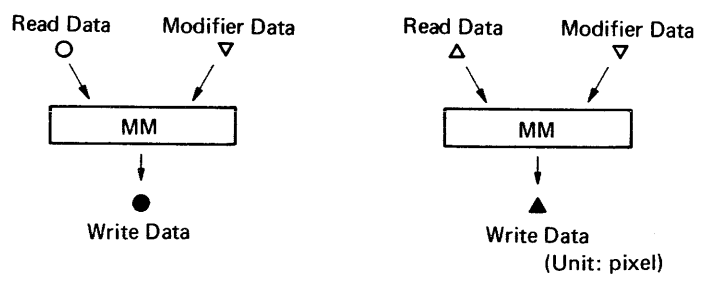 Read Data Modifier Data
MM
Write Data
Read Data Modifier Data
MM
Write Data
(Unit: pixel)